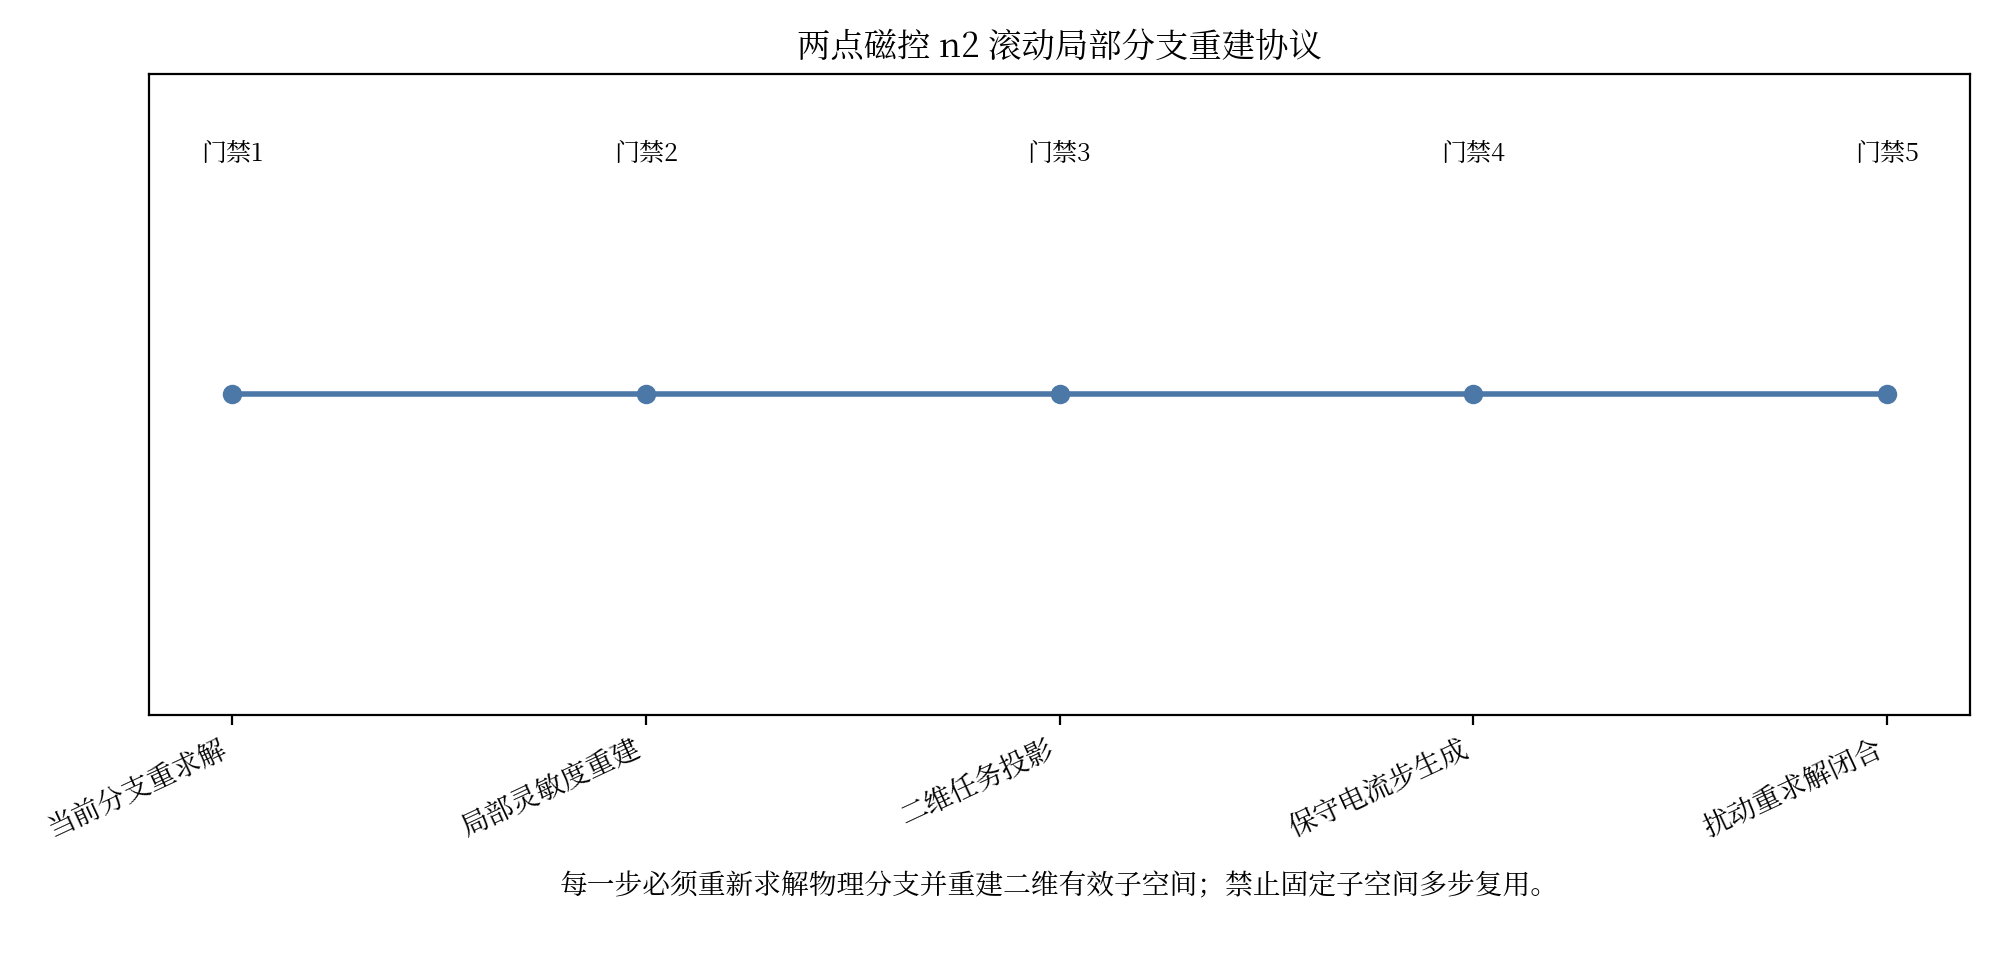 两点磁控 n2 滚动局部分支重建协议
门禁1
门禁2
门禁3
门禁4
门禁5
当前分支重求解
局部灵敏度重建
二维任务投影
保守电流步生成
扰动重求解闭合
每一步必须重新求解物理分支并重建二维有效子空间；禁止固定子空间多步复用。